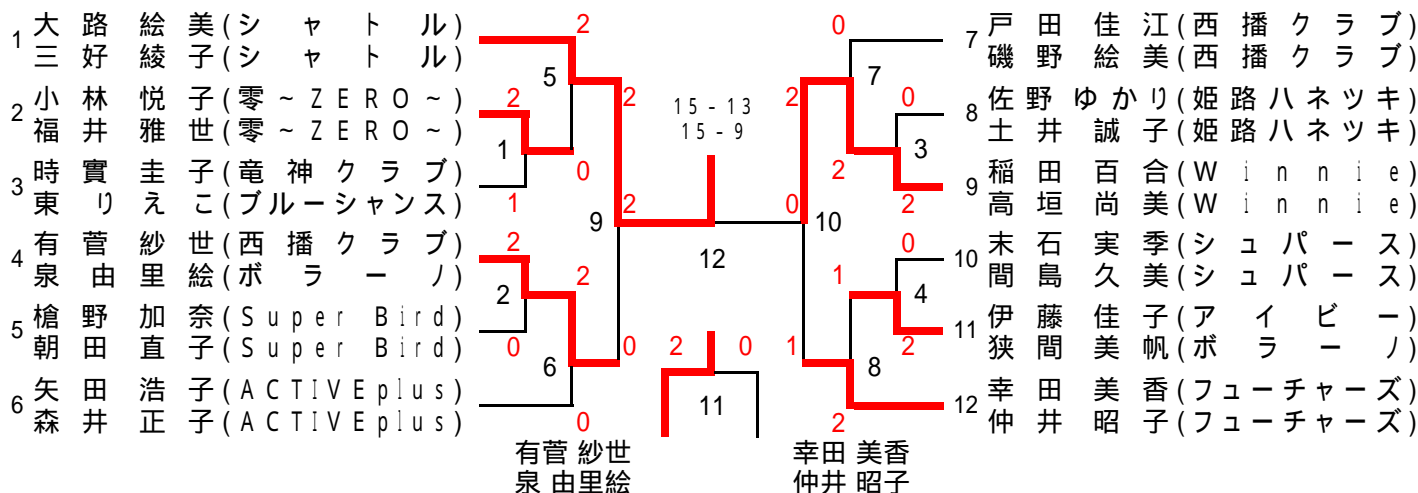 1 大路 絵美(シャトル)
三好 綾子(シャトル)
2 小林 悦子(零~ZERO~)
福井 雅世(零~ZERO~)
3 時實 圭子(竜神クラブ)
東 りえこ(ブルーシャンス)
4 有菅 紗世(西播クラブ)
泉 由里絵(ボラーノ)
5 槍野 加奈(Super Bird)
朝田 直子(Super Bird)
6 矢田 浩子(ACTIVEplus)
森井 正子(ACTIVEplus)
2
5
2
2
1
0
1
2
9
2
2
2
0
0
6
0
15-13
15-9
12
2
0
11
有菅 紗世
泉 由里絵
幸田 美香
仲井 昭子
0
7
2
0
3
2
2
0
10
0
1
4
2
1
8
2
7 戸田 佳江(西播クラブ)
磯野 絵美(西播クラブ)
8 佐野 ゆかり(姫路ハネツキ)
土井 誠子(姫路ハネツキ)
9 稲田 百合(Winnie)
高垣 尚美(Winnie)
10 末石 実季(シュパース)
間島 久美(シュパース)
11 伊藤 佳子(アイビー)
狭間 美帆(ボラーノ)
12 幸田 美香(フューチャーズ)
仲井 昭子(フューチャーズ)